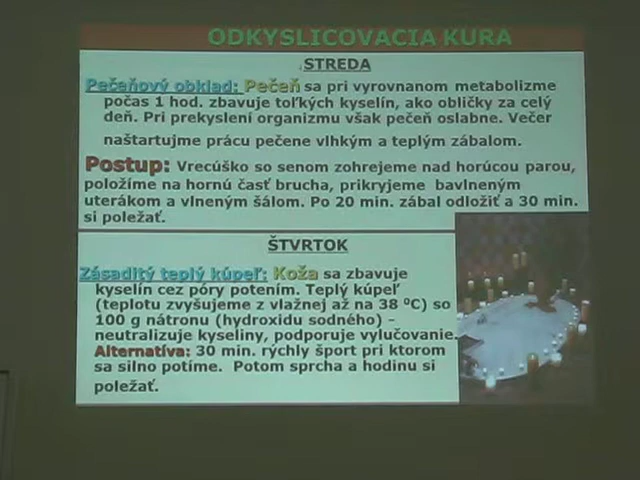 ODKYSLICOVACIA KURA
STREDA
Pečeňový obklad: Pečeň sa pri vyrovnanom metabolizme
počas 1 hod. zbavuje toľkých kyselín, ako obličky za celý
deň. Pri prekyslení organizmu však pečeň oslabne. Večer
naštartujme prácu pečene vlhkým a teplým zábalom.
Postup: Vrecúško so senom zohrejeme nad horúcou parou,
položíme na hornú časť brucha, prikryjeme bavlneným
uterákom a vlneným šálom. Po 20 min. zábal odložiť a 30 min.
si poležať.
ŠTVRTOK
Zásaditý teplý kúpeľ: Koža sa zbavuje
kyselín cez póry potením. Teplý kúpeľ
(teplotu zvyšujeme z vlažnej až na 38 ⁰C) so
100 g nátronu (hydroxidu sodného) –
neutralizuje kyseliny, podporuje vylučovanie.
Alternatíva: 30 min. rýchly šport pri ktorom
sa silno potíme. Potom sprcha a hodinu si
poležať.